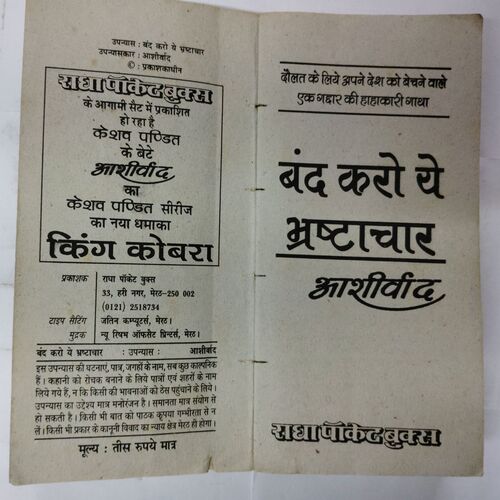 उपन्यास : बंद करो ये भ्रष्टाचार
उपन्यासकार : आशीर्वाद
© : प्रकाशकाधीन
राधा पॉकेट बुक्स
के आगामी सैट में प्रकाशित
हो रहा है
केशव पण्डित
के बेटे
आशीर्वाद
का
केशव पण्डित सीरीज
का नया धमाका
किंग कोबरा
प्रकाशक राधा पॉकेट बुक्स
33, हरी नगर, मेरठ-250 002
(0121) 2518734
टाइप सैटिंग जतिन कम्प्यूटर्स, मेरठ।
मुद्रक न्यू रिषभ ऑफसैट प्रिन्टर्स, मेरठ।
बंद करो ये भ्रष्टाचार : उपन्यास : आशीर्वाद
इस उपन्यास की घटनाएं, पात्र, जगहों के नाम, सब कुछ काल्पनिक
हैं। कहानी को रोचक बनाने के लिये पात्रों एवं शहरों के नाम
लिये गये हैं, न कि किसी की भावनाओं को ठेस पहुंचाने के लिये।
उपन्यास का उद्देश्य मात्र मनोरंजन है। समानता मात्र संयोग से
हो सकती है। किसी भी बात को पाठक कृपया गम्भीरता से न
लें। किसी भी प्रकार के कानूनी विवाद का न्याय क्षेत्र मेरठ ही होगा।
मूल्य : तीस रुपये मात्र
दौलत के लिये अपने देश को बेचने वाले
एक गद्दार की हाहाकारी गाथा
बंद करो ये
भ्रष्टाचार
आशीर्वाद
राधा पॉकेट बुक्स